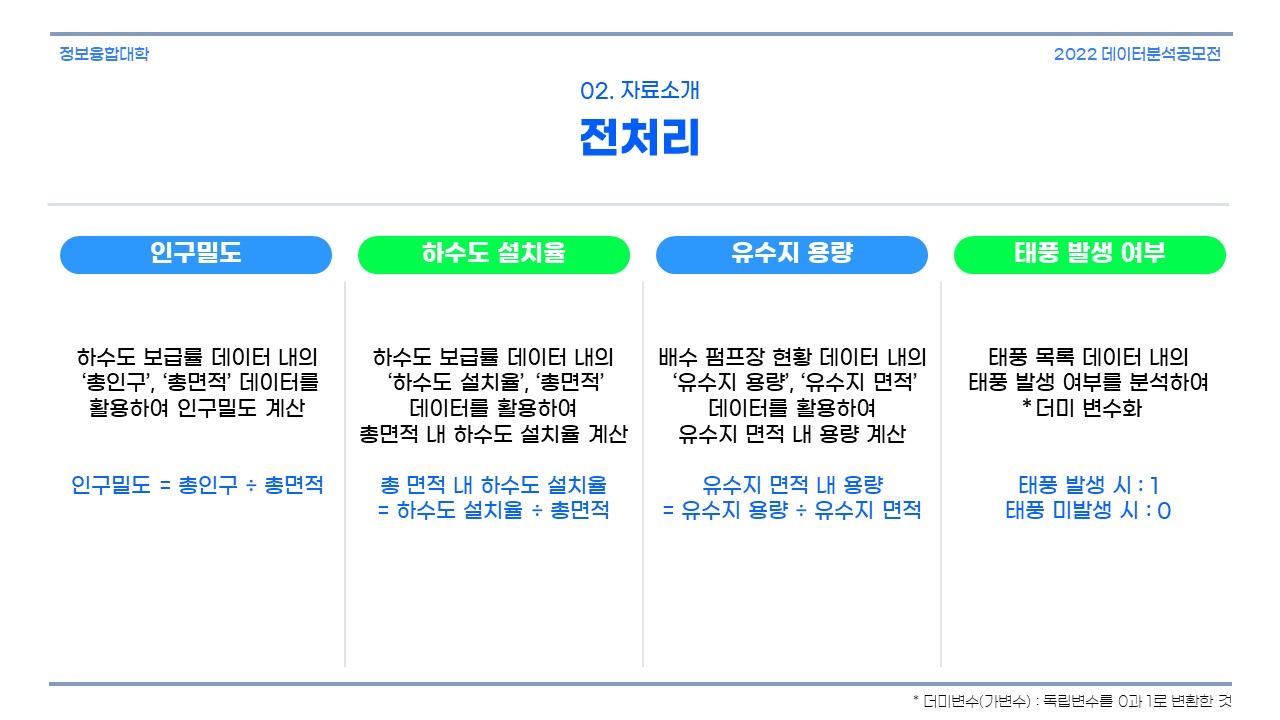 정보융합대학
2022 데이터분석공모전
02. 자료소개
전처리
인구밀도
하수도 보급률 데이터 내의
‘총인구’, ‘총면적’ 데이터를
활용하여 인구밀도 계산
인구밀도 = 총인구 ÷ 총면적
하수도 설치율
하수도 보급률 데이터 내의
‘하수도 설치율’, ‘총면적’
데이터를 활용하여
총면적 내 하수도 설치율 계산
총 면적 내 하수도 설치율
= 하수도 설치율 ÷ 총면적
유수지 용량
배수 펌프장 현황 데이터 내의
‘유수지 용량’, ‘유수지 면적’
데이터를 활용하여
유수지 면적 내 용량 계산
유수지 면적 내 용량
= 유수지 용량 ÷ 유수지 면적
태풍 발생 여부
태풍 목록 데이터 내의
태풍 발생 여부를 분석하여
*더미 변수화
태풍 발생 시 : 1
태풍 미발생 시 : 0
* 더미변수(가변수) : 독립변수를 0과 1로 변환한 것